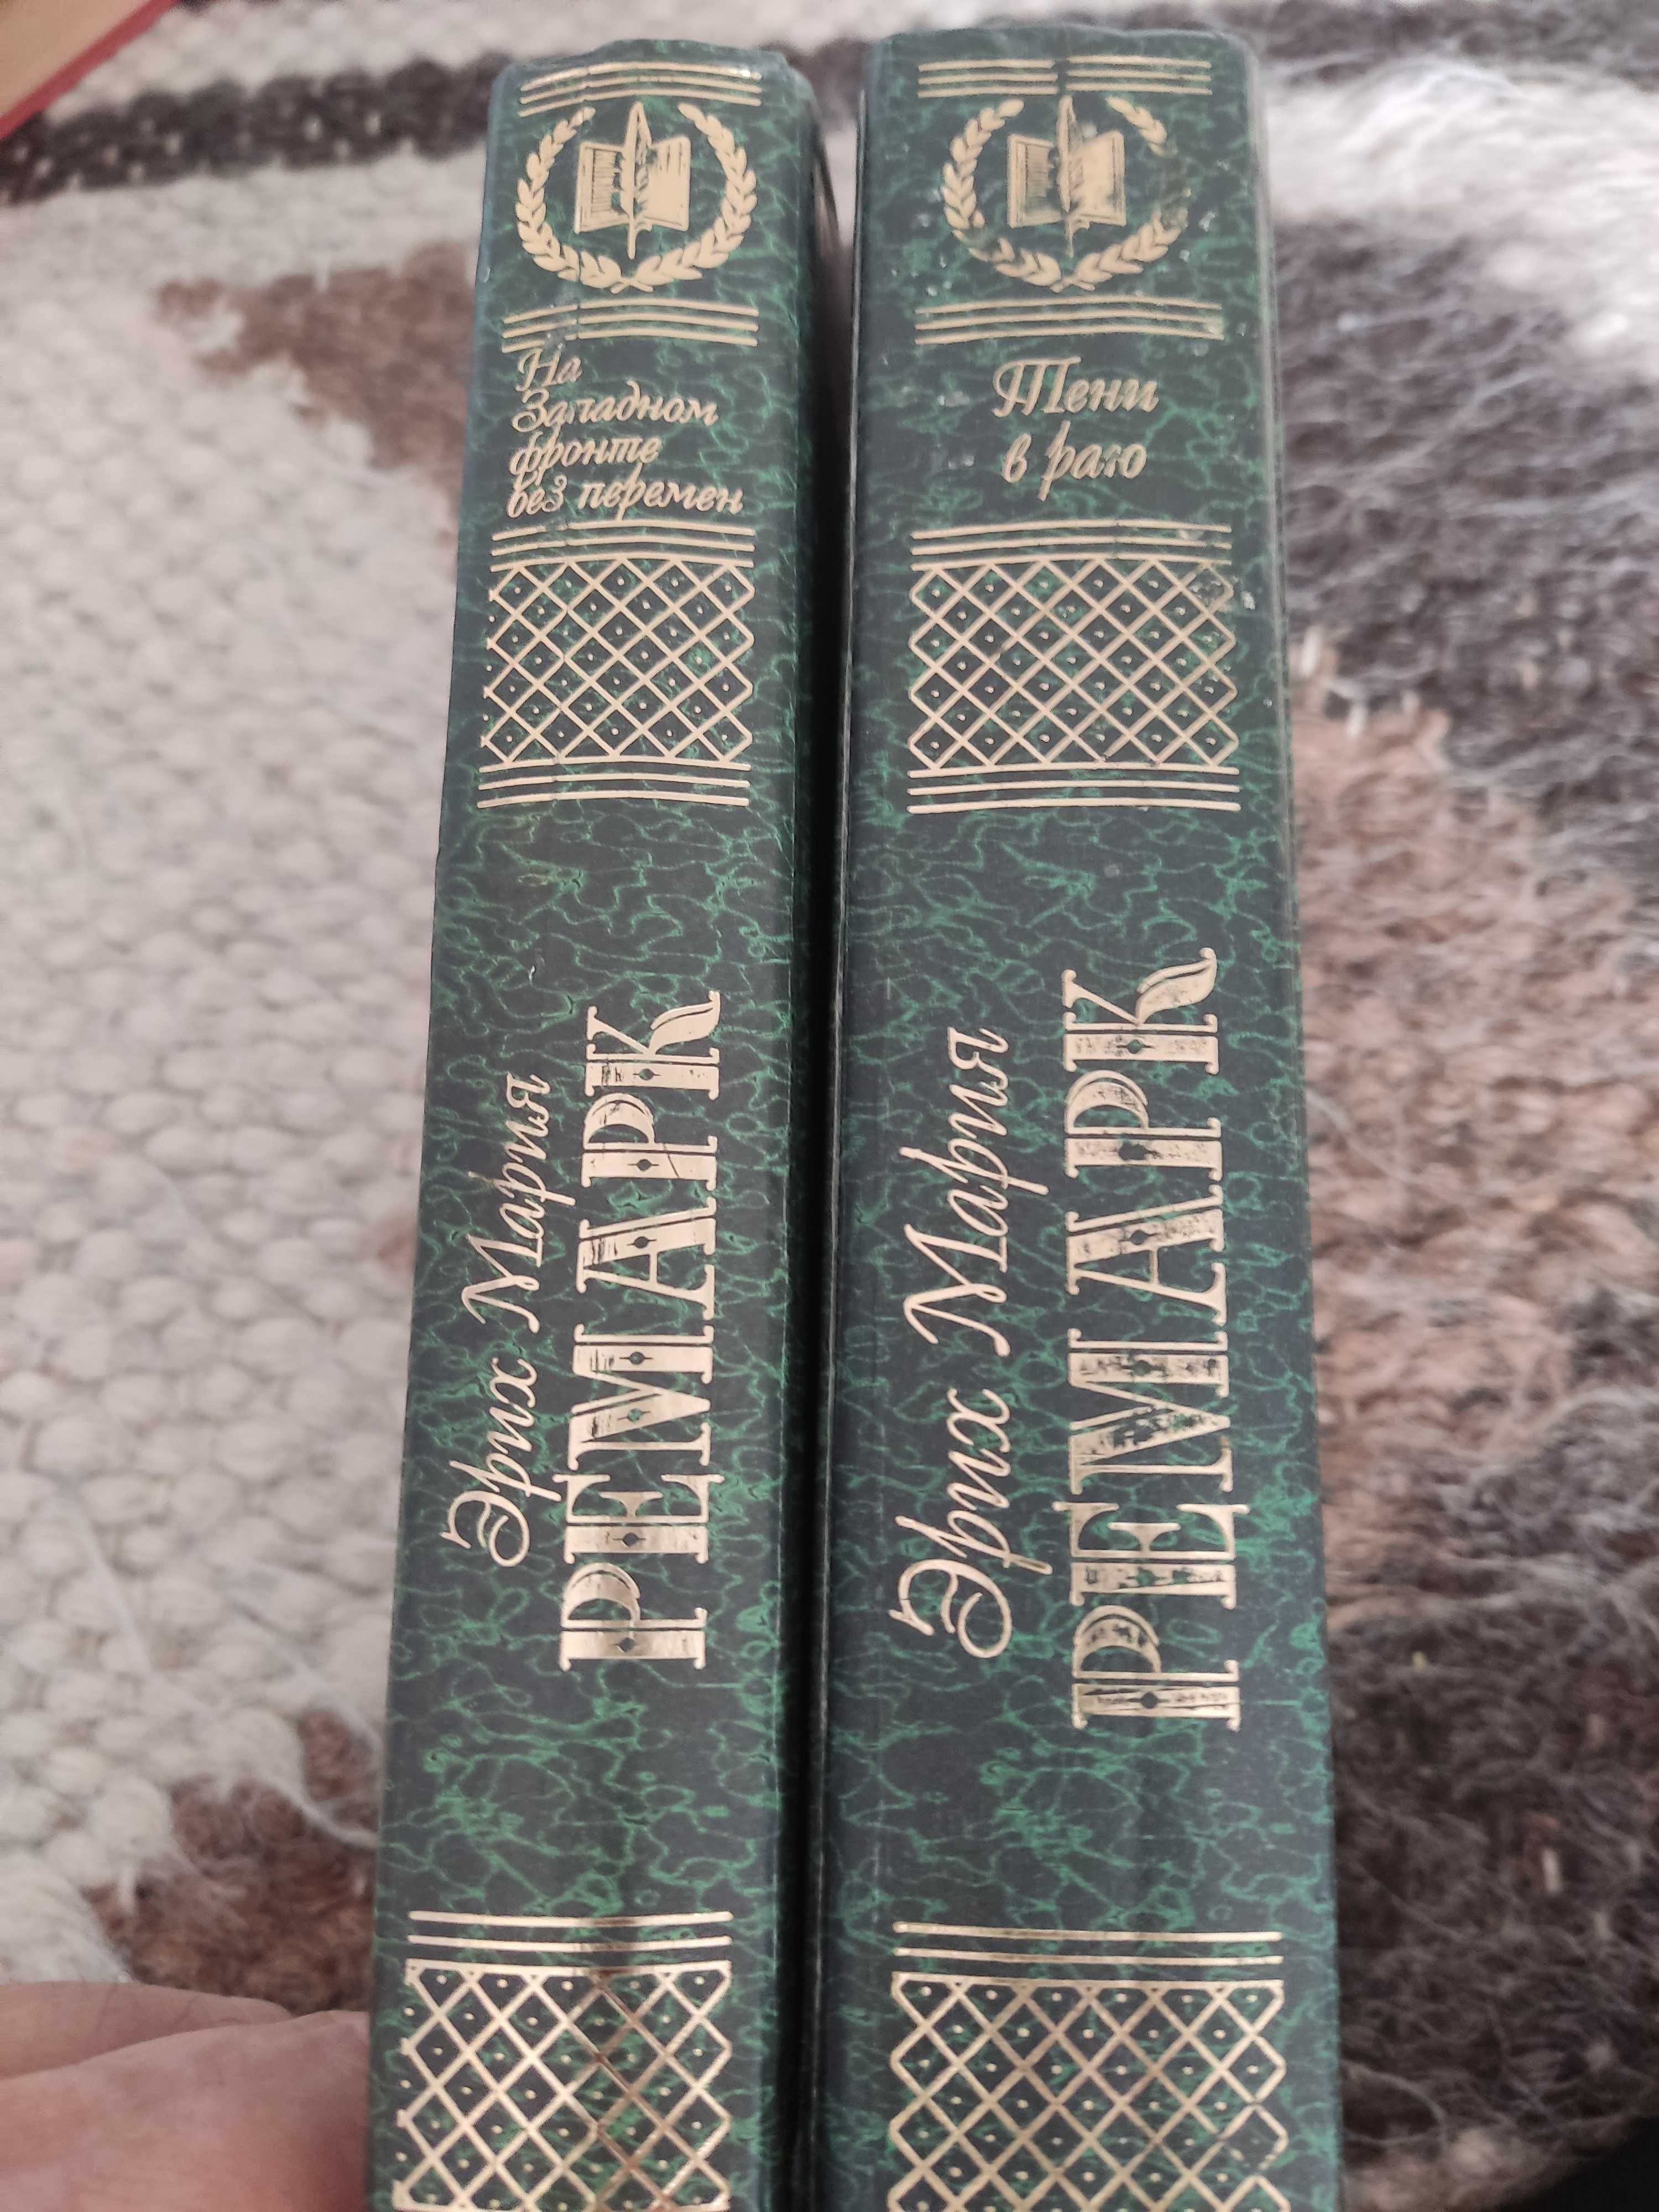 На
Западном
фронте
без перемен
Эрих Мария
РЕМАРК
Тени
в раю
Эрих Мария
РЕМАРК